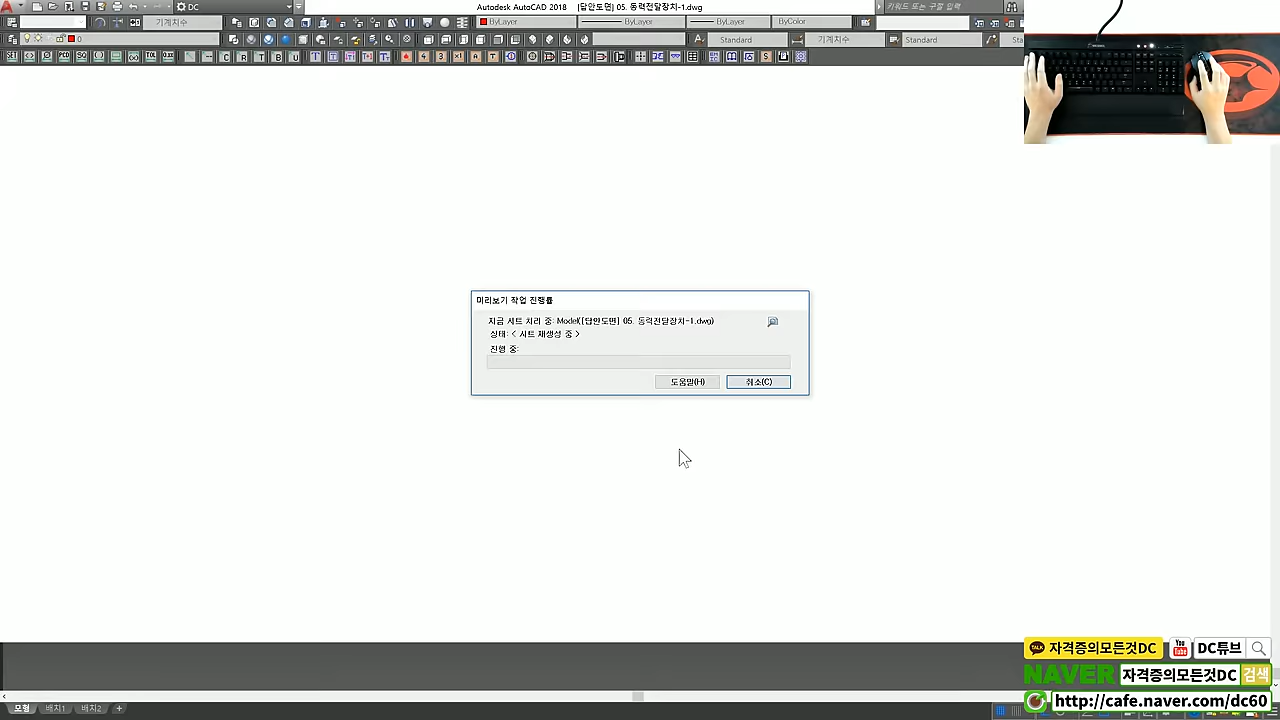 Autodesk AutoCAD 2018 [답안도면] 05. 동력전달장치-1.dwg
키워드 또는 구절 입력
DC
기계치수
ByLayer
ByLayer
ByLayer
ByColor
0
Standard
기계치수
Standard
미리보기 작업 진행률
지금 시트 처리 중: Model([답안도면] 05. 동력전달장치-1.dwg)
상태: < 시트 재생성 중 >
진행 중:
도움말(H)
취소(C)
TALK
자격증의모든것DC
You Tube
DC튜브
NAVER
자격증의모든것DC
검색
http://cafe.naver.com/dc60
모형
배치1
배치2